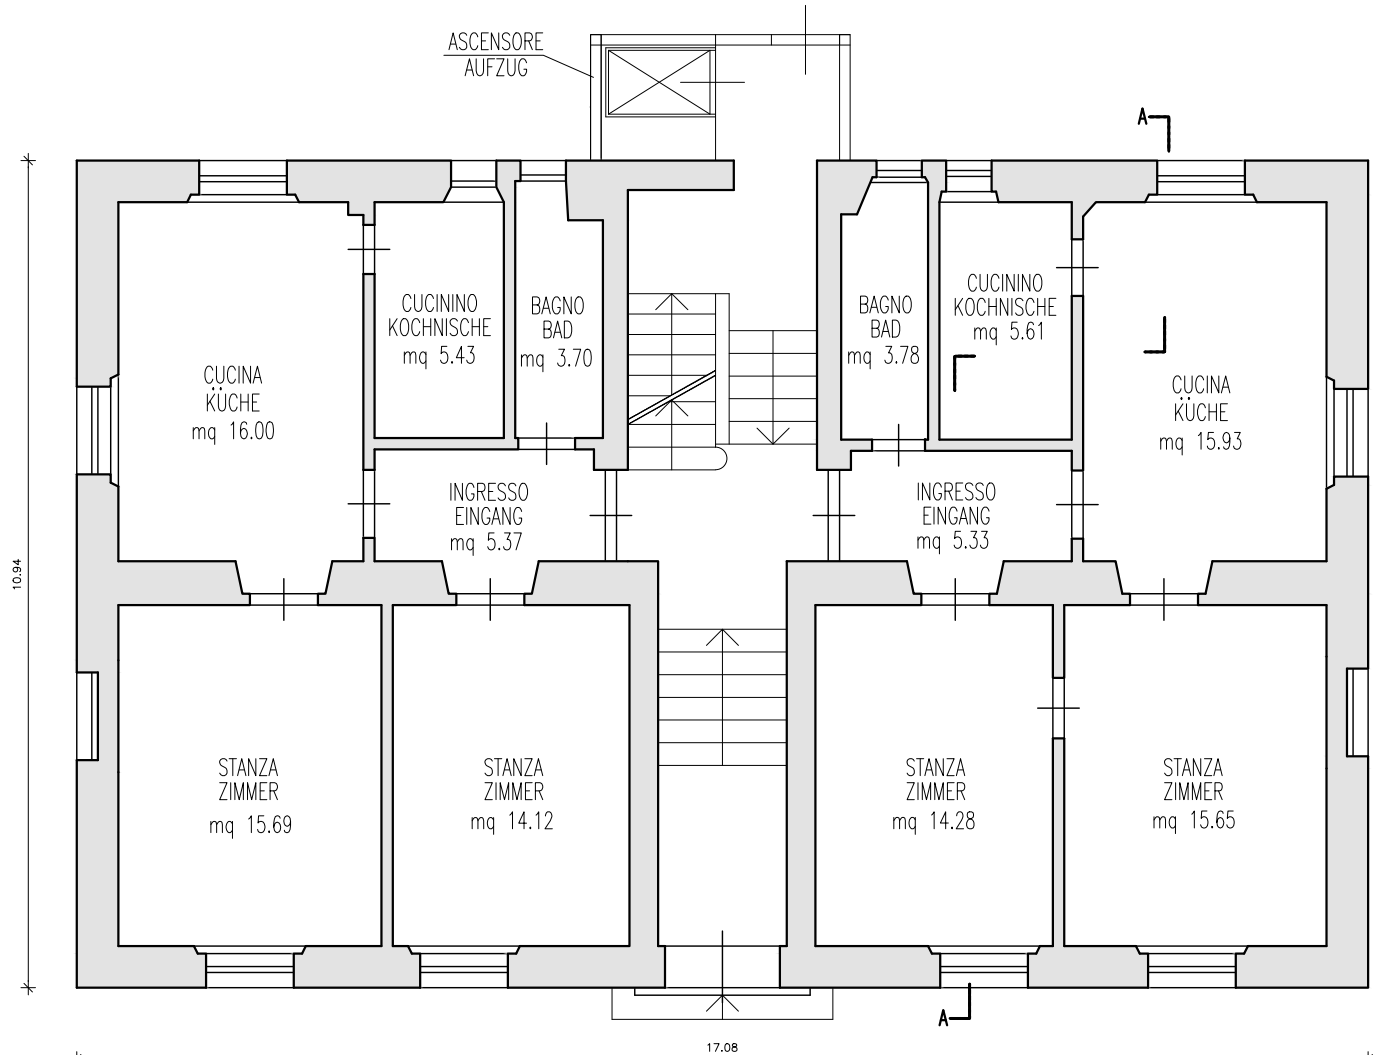 ASCENSORE
AUFZUG
A
CUCININO
KOCHNISCHE
mq 5.43
BAGNO
BAD
mq 3.70
BAGNO
BAD
mq 3.78
CUCININO
KOCHNISCHE
mq 5.61
CUCINA
KÜCHE
mq 16.00
CUCINA
KÜCHE
mq 15.93
INGRESSO
EINGANG
mq 5.37
INGRESSO
EINGANG
mq 5.33
10.94
STANZA
ZIMMER
mq 15.69
STANZA
ZIMMER
mq 14.12
STANZA
ZIMMER
mq 14.28
STANZA
ZIMMER
mq 15.65
A
17.08